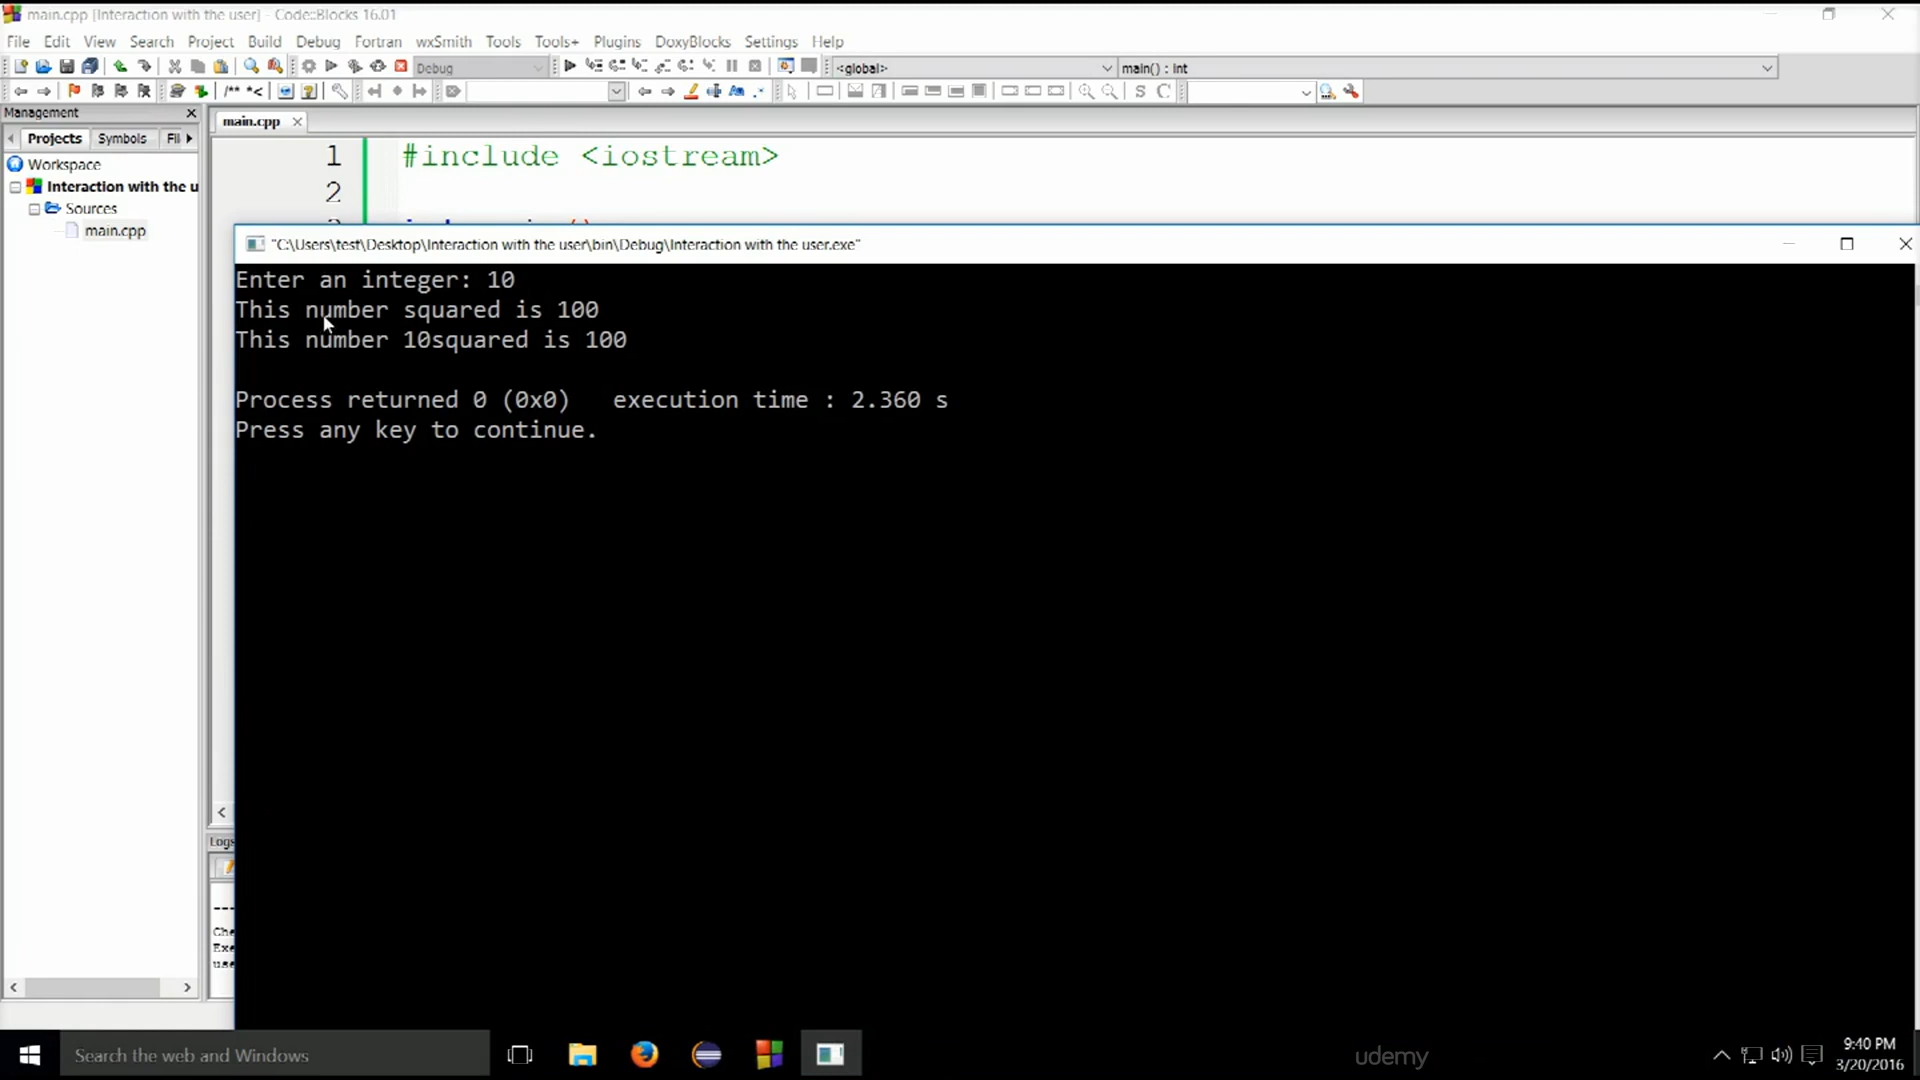 main.cpp [Interaction with the user] - Code::Blocks 16.01
File Edit View Search Project Build Debug Fortran wxSmith Tools Tools+ Plugins DoxyBlocks Settings Help
Debug
<global>
main() : int
/** *<
S C
Management
main.cpp
Projects Symbols Fil
Workspace
Interaction with the u
Sources
main.cpp
1 #include <iostream>
2
"C:\Users\test\Desktop\Interaction with the user\bin\Debug\Interaction with the user.exe"
Enter an integer: 10
This number squared is 100
This number 10squared is 100
Process returned 0 (0x0) execution time : 2.360 s
Press any key to continue.
Logs
Che
Exe
use
Search the web and Windows
udemy
9:40 PM
3/20/2016